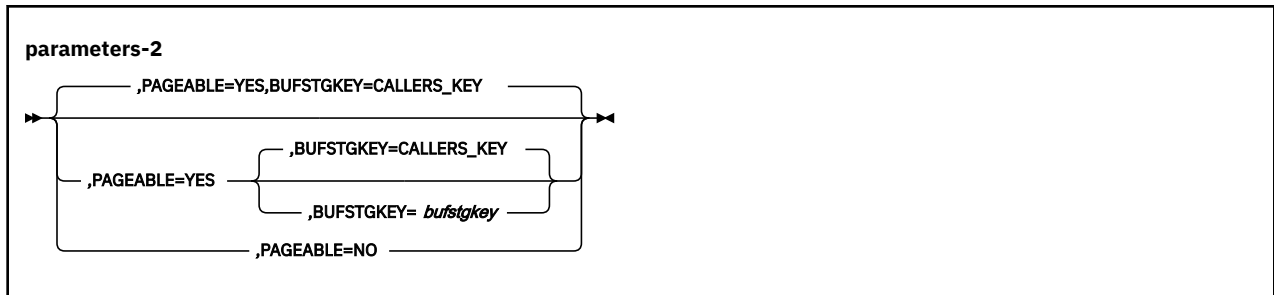 parameters-2
,PAGEABLE=YES,BUFSTGKEY=CALLERS_KEY
,BUFSTGKEY=CALLERS_KEY
,PAGEABLE=YES
,BUFSTGKEY= bufstgkey
,PAGEABLE=NO